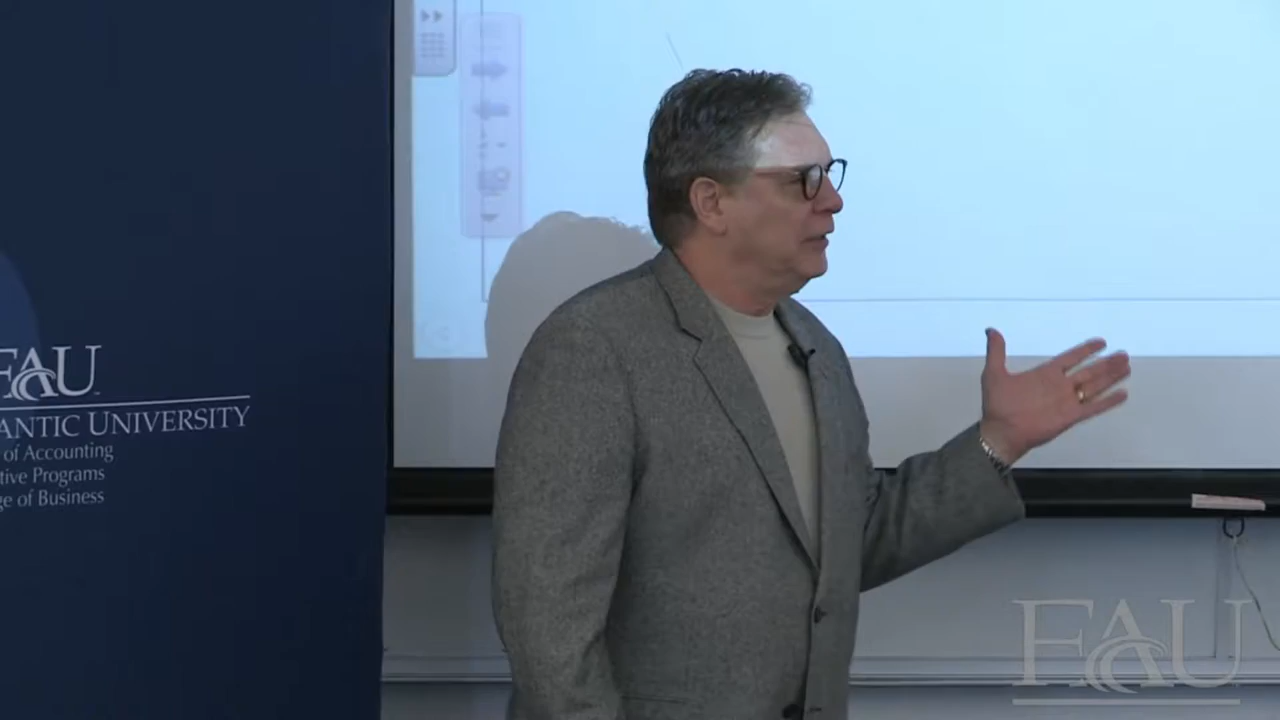 FAU
ANTIC UNIVERSITY
of Accounting
tive Programs
ge of Business
FAU